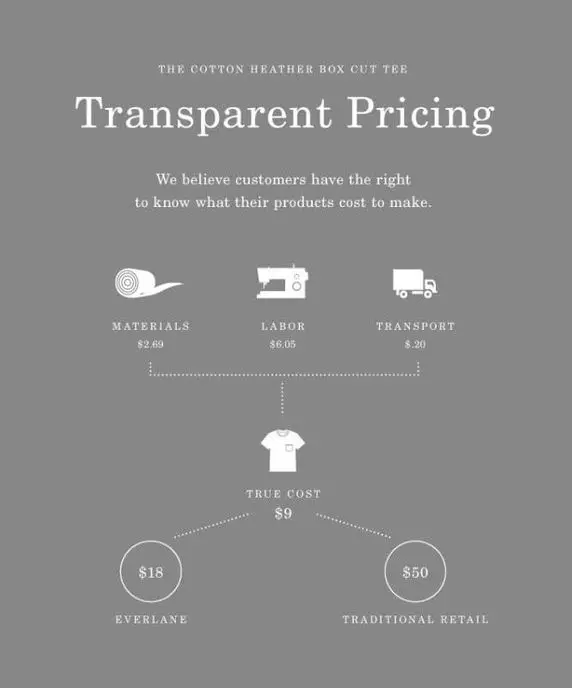 THE COTTON HEATHER BOX CUT TEE
Transparent Pricing
We believe customers have the right
to know what their products cost to make.
MATERIALS
$2.69
LABOR
$6.05
TRANSPORT
$.20
TRUE COST
$9
$18
EVERLANE
$50
TRADITIONAL RETAIL